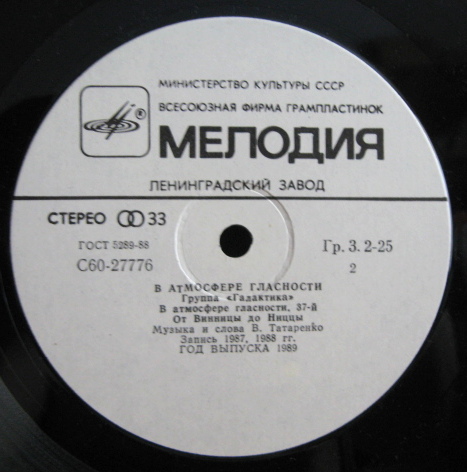 МИНИСТЕРСТВО КУЛЬТУРЫ СССР
ВСЕСОЮЗНАЯ ФИРМА ГРАМПЛАСТИНОК
®
МЕЛОДИЯ
ЛЕНИНГРАДСКИЙ ЗАВОД
СТЕРЕО 33
ГОСТ 5289-88
Гр. 3. 2-25
С60-27776
2
В АТМОСФЕРЕ ГЛАСНОСТИ
Группа «Галактика»
В атмосфере гласности, 37-й
От Винницы до Ниццы
Музыка и слова В. Татаренко
Запись 1987, 1988 гг.
ГОД ВЫПУСКА 1989